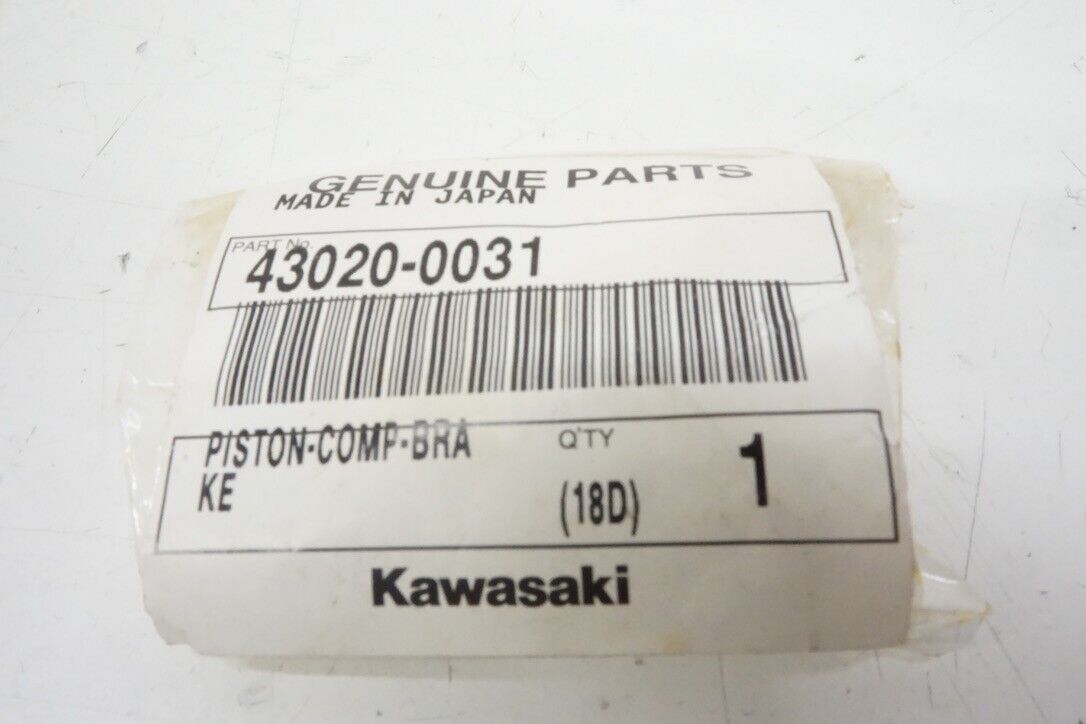 GENUINE PARTS
MADE IN JAPAN
PART No.
43020-0031
PISTON-COMP-BRA
KE
Q'TY
(18D)
1
Kawasaki